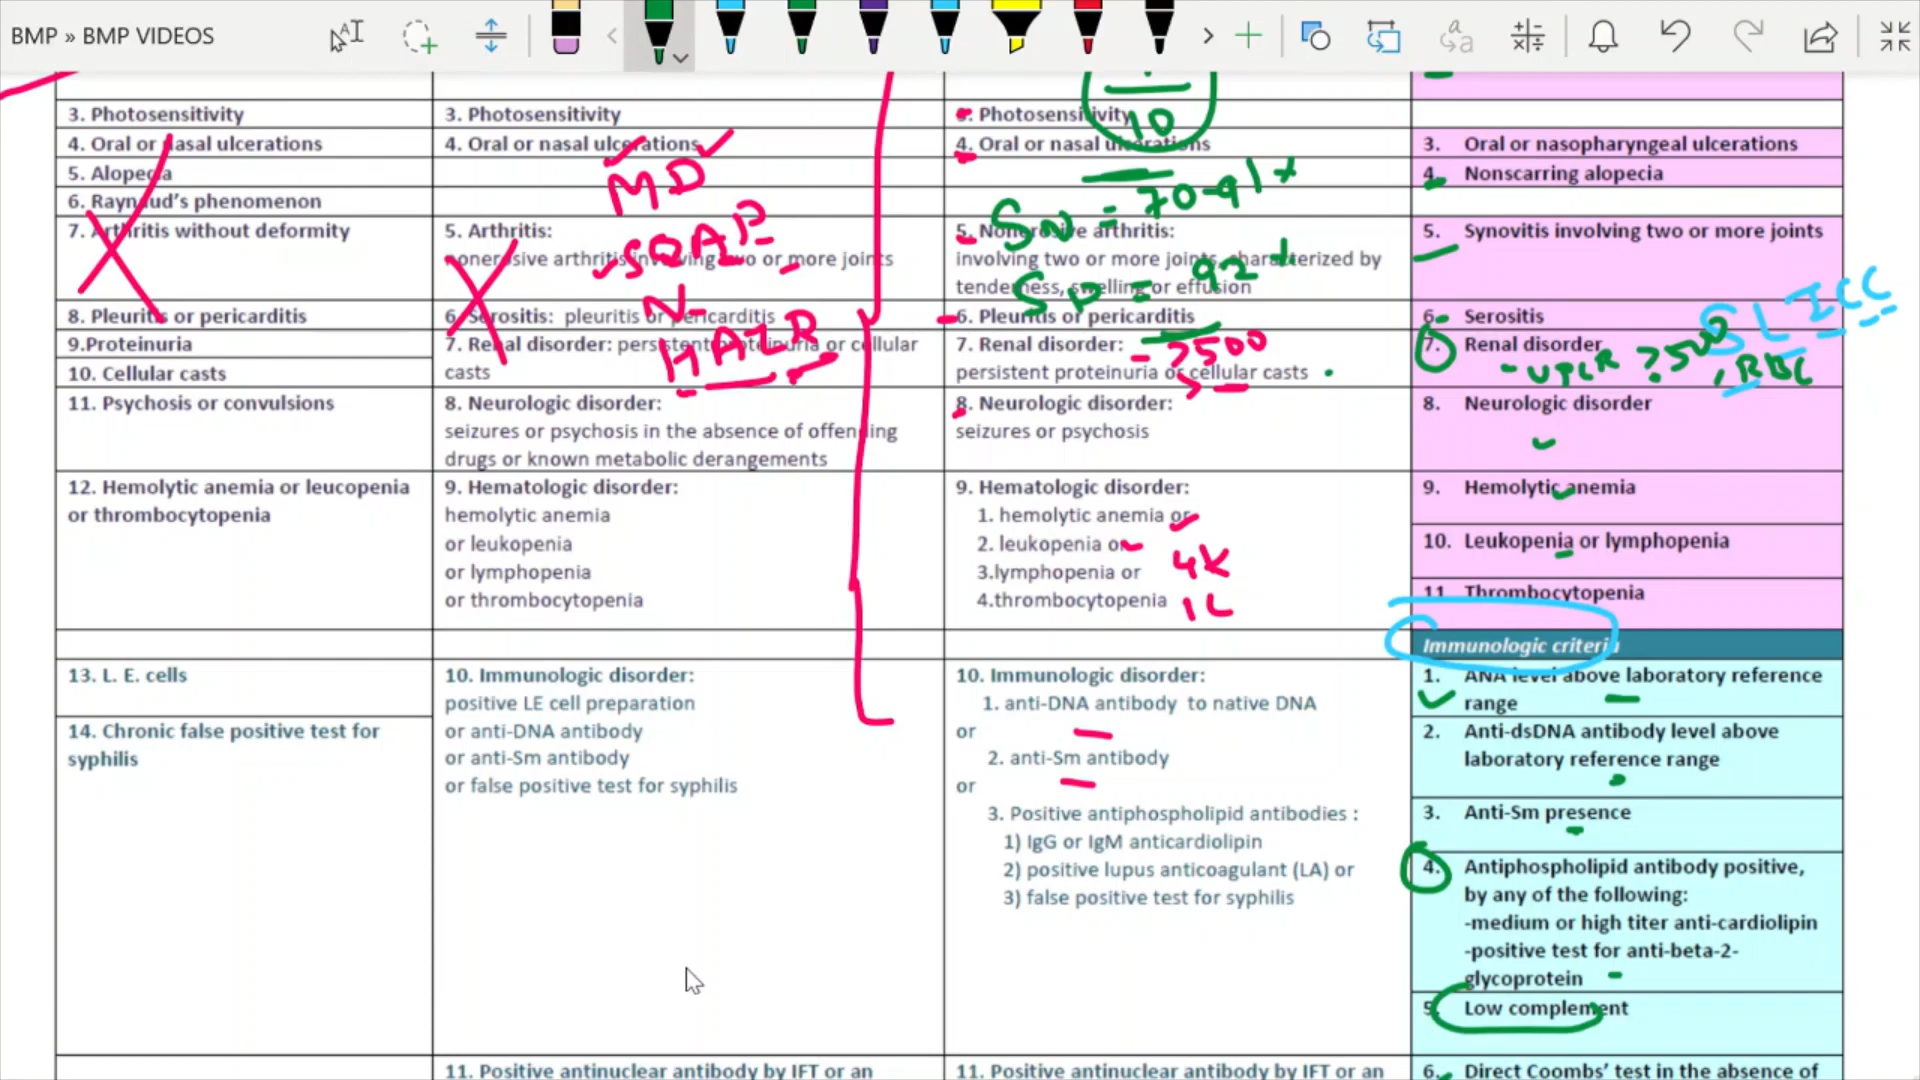 BMP » BMP VIDEOS
3. Photosensitivity
3. Photosensitivity
3. Photosensitivity
10
4. Oral or nasal ulcerations
4. Oral or nasal ulcerations
4. Oral or nasal ulcerations
3. Oral or nasopharyngeal ulcerations
5. Alopecia
MD
SN = 70-91+
4. Nonscarring alopecia
6. Raynaud's phenomenon
7. Arthritis without deformity
5. Arthritis:
nonerosive arthritis involving two or more joints
SOAP
5. Nonerosive arthritis:
involving two or more joints, characterized by
tenderness, swelling or effusion
SP = 92+
5. Synovitis involving two or more joints
8. Pleuritis or pericarditis
6. Serositis: pleuritis or pericarditis
N
6. Pleuritis or pericarditis
6. Serositis
SLICC
9.Proteinuria
7. Renal disorder: persistent proteinuria or cellular
casts
7. Renal disorder:
persistent proteinuria or cellular casts
7. Renal disorder
10. Cellular casts
11. Psychosis or convulsions
8. Neurologic disorder:
seizures or psychosis in the absence of offending
drugs or known metabolic derangements
8. Neurologic disorder:
seizures or psychosis
8. Neurologic disorder
12. Hemolytic anemia or leucopenia
or thrombocytopenia
9. Hematologic disorder:
hemolytic anemia
or leukopenia
or lymphopenia
or thrombocytopenia
9. Hematologic disorder:
1. hemolytic anemia or
2. leukopenia or
3.lymphopenia or
4.thrombocytopenia
4K
1L
9. Hemolytic anemia
10. Leukopenia or lymphopenia
11. Thrombocytopenia
Immunologic criteria
13. L. E. cells
14. Chronic false positive test for
syphilis
10. Immunologic disorder:
positive LE cell preparation
or anti-DNA antibody
or anti-Sm antibody
or false positive test for syphilis
10. Immunologic disorder:
1. anti-DNA antibody to native DNA
or
2. anti-Sm antibody
or
3. Positive antiphospholipid antibodies :
1) IgG or IgM anticardiolipin
2) positive lupus anticoagulant (LA) or
3) false positive test for syphilis
1. ANA level above laboratory reference
range
2. Anti-dsDNA antibody level above
laboratory reference range
3. Anti-Sm presence
4. Antiphospholipid antibody positive,
by any of the following:
-medium or high titer anti-cardiolipin
-positive test for anti-beta-2-
glycoprotein
5. Low complement
11. Positive antinuclear antibody by IFT or an
11. Positive antinuclear antibody by IFT or an
6. Direct Coombs' test in the absence of